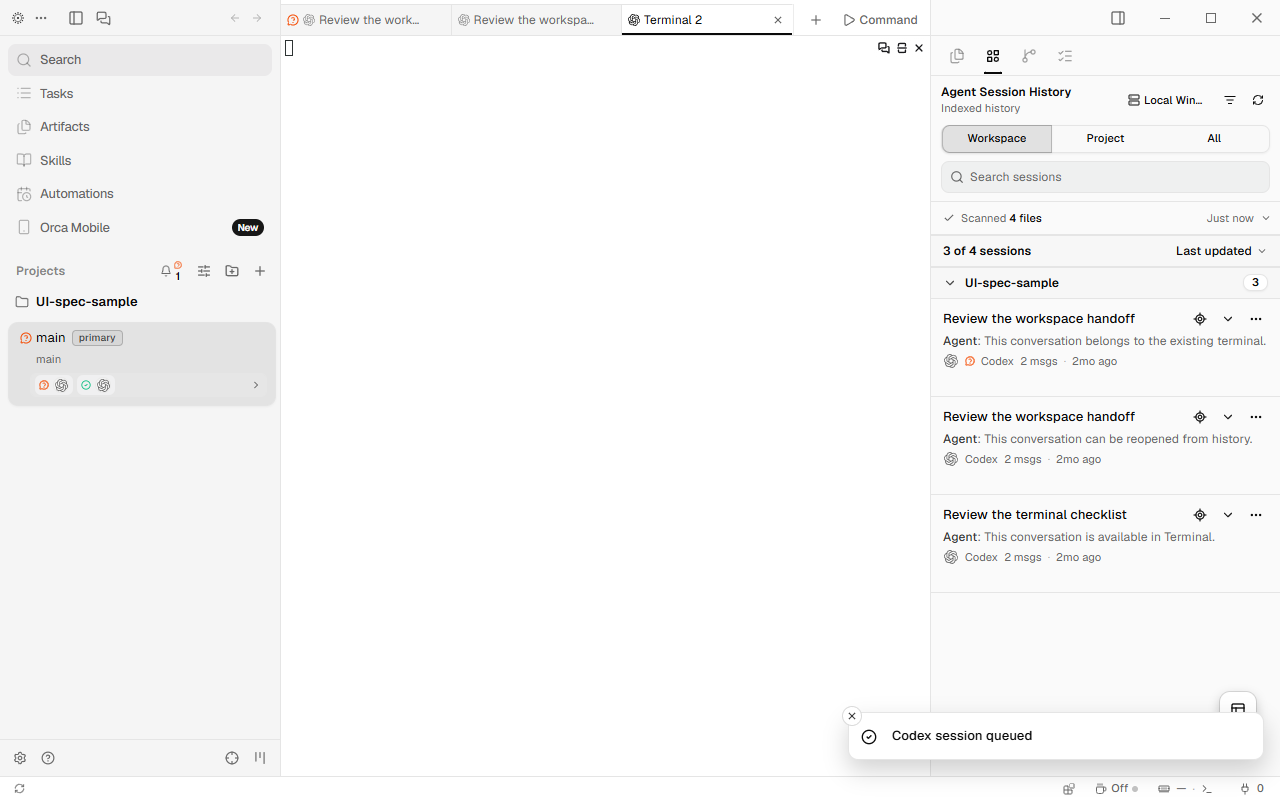 Review the work...
Review the workspa...
Terminal 2
Command
Search
Tasks
Artifacts
Skills
Automations
Orca Mobile
New
Projects
1
UI-spec-sample
main
primary
main
Agent Session History
Indexed history
Local Win...
Workspace
Project
All
Search sessions
Scanned 4 files
Just now
3 of 4 sessions
Last updated
UI-spec-sample
3
Review the workspace handoff
Agent: This conversation belongs to the existing terminal.
Codex 2 msgs · 2mo ago
Review the workspace handoff
Agent: This conversation can be reopened from history.
Codex 2 msgs · 2mo ago
Review the terminal checklist
Agent: This conversation is available in Terminal.
Codex 2 msgs · 2mo ago
Codex session queued
Off
0